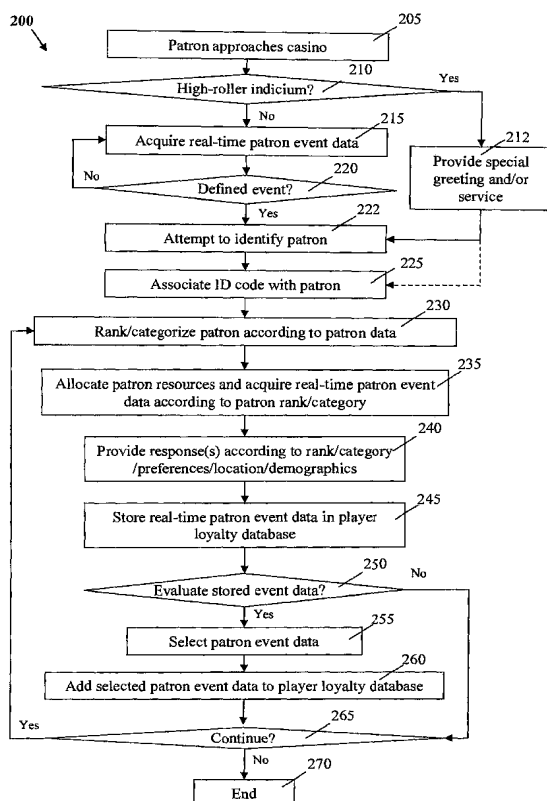 200
205
Patron approaches casino
210
Yes
High-roller indicium?
No
215
Acquire real-time patron event data
212
Provide special
greeting and/or
service
No
220
Defined event?
Yes
222
Attempt to identify patron
225
Associate ID code with patron
230
Rank/categorize patron according to patron data
235
Allocate patron resources and acquire real-time patron event
data according to patron rank/category
240
Provide response(s) according to rank/category
/preferences/location/demographics
245
Store real-time patron event data in player
loyalty database
250
No
Evaluate stored event data?
Yes
255
Select patron event data
260
Add selected patron event data to player loyalty database
Yes
265
Continue?
No
270
End